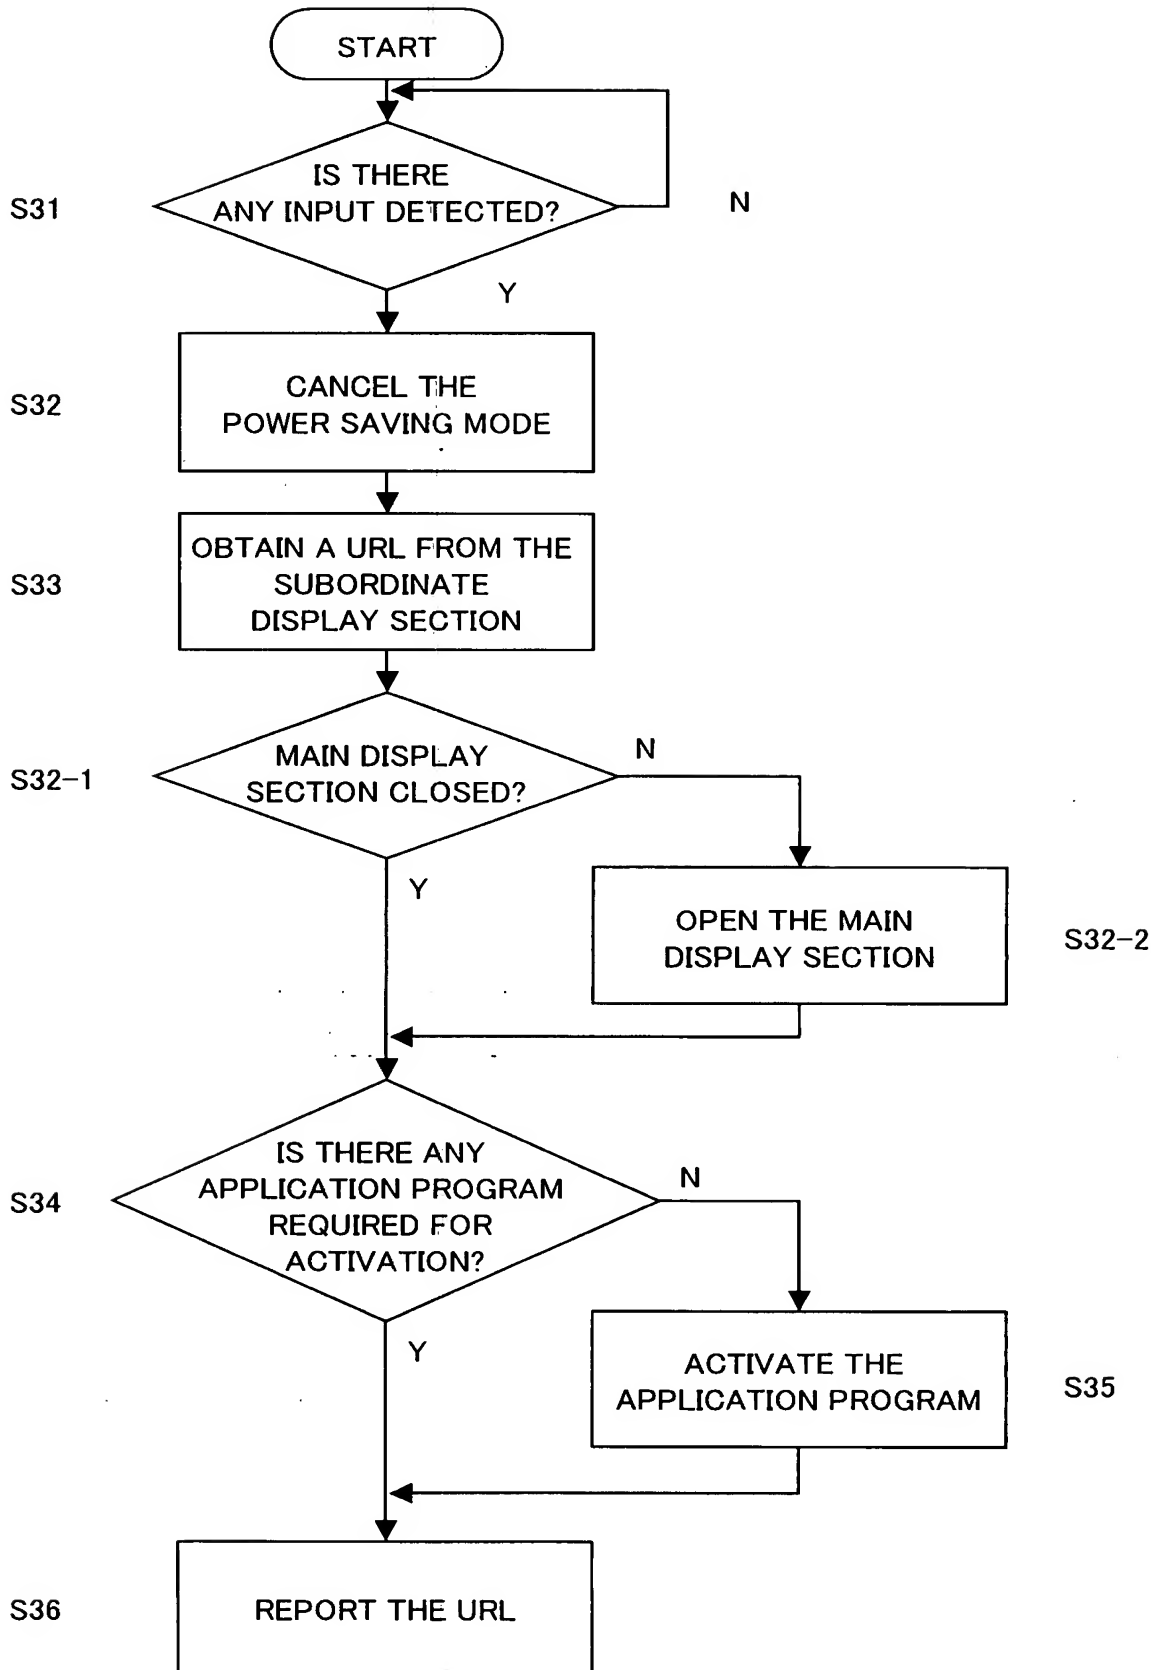 START
IS THERE
ANY INPUT DETECTED?
S31
N
Y
CANCEL THE
POWER SAVING MODE
S32
OBTAIN A URL FROM THE
SUBORDINATE
DISPLAY SECTION
S33
MAIN DISPLAY
SECTION CLOSED?
S32-1
N
Y
OPEN THE MAIN
DISPLAY SECTION
S32-2
IS THERE ANY
APPLICATION PROGRAM
REQUIRED FOR
ACTIVATION?
S34
N
Y
ACTIVATE THE
APPLICATION PROGRAM
S35
S36
REPORT THE URL